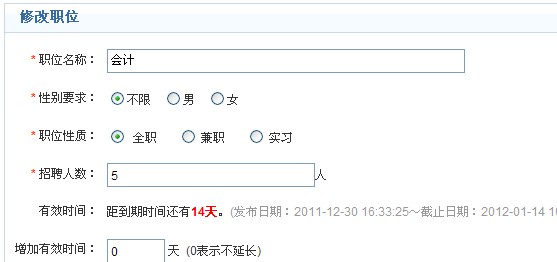 修改职位
*职位名称： 会计
*性别要求： 不限 男 女
*职位性质： 全职 兼职 实习
*招聘人数： 5 人
有效时间： 距到期时间还有14天。(发布日期：2011-12-30 16:33:25～截止日期：2012-01-14 16
增加有效时间： 0 天 (0表示不延长)